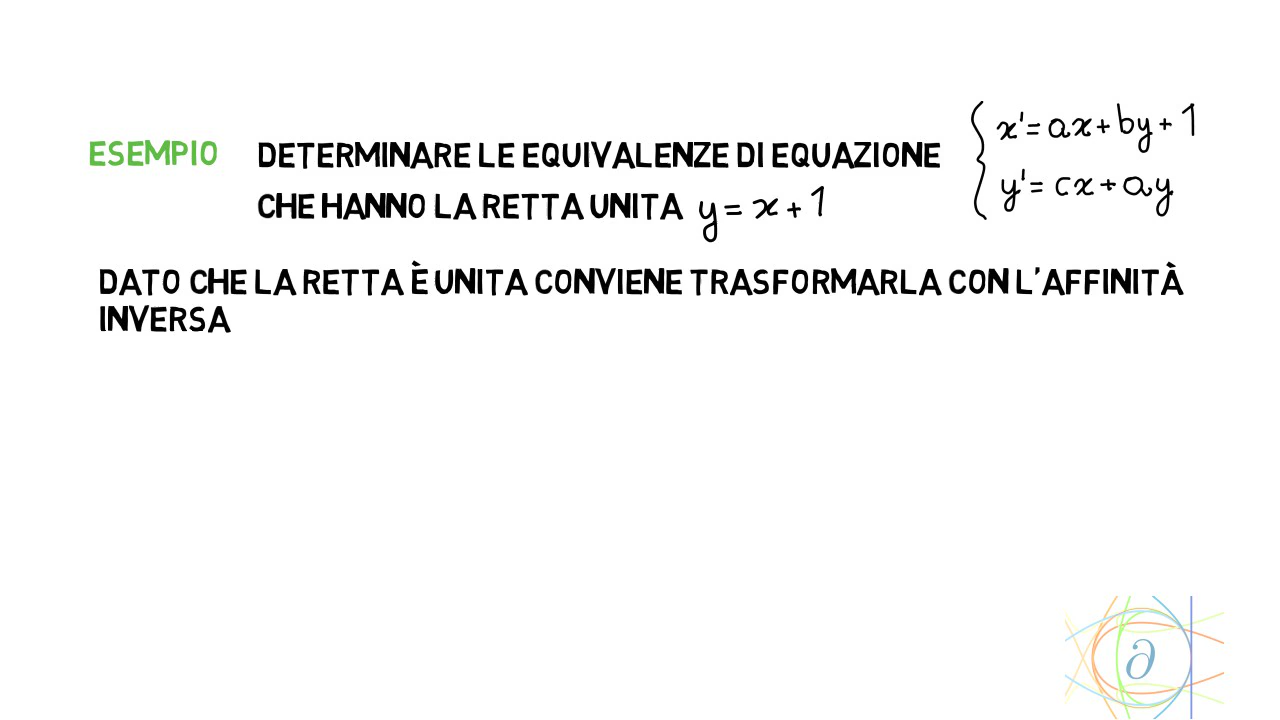 ESEMPIO DETERMINARE LE EQUIVALENZE DI EQUAZIONE { x'= ax + by + 1
y'= cx + ay
CHE HANNO LA RETTA UNITA y = x + 1
DATO CHE LA RETTA È UNITA CONVIENE TRASFORMARLA CON L'AFFINITÀ
INVERSA
∂